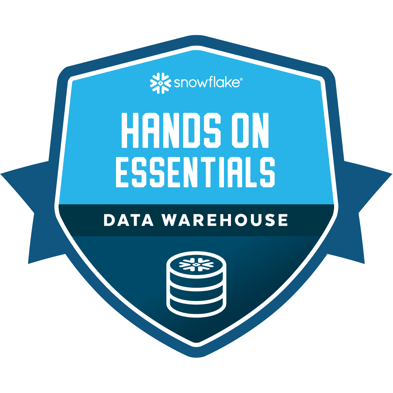 snowflake®
HANDS ON
ESSENTIALS
DATA WAREHOUSE